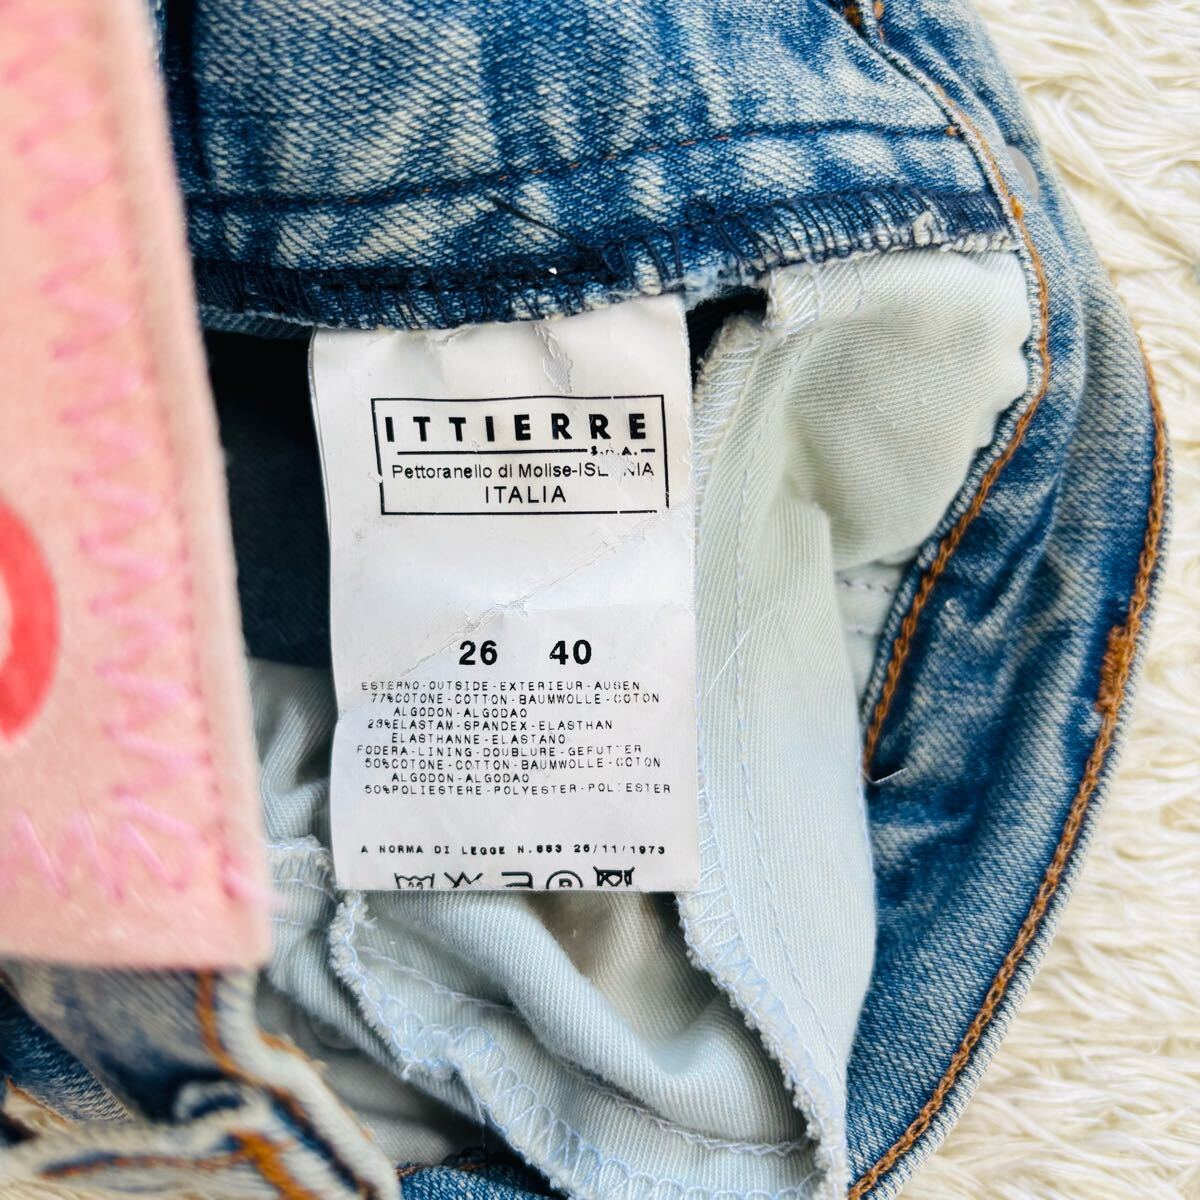 ITTIERRE
S.P.A.
Pettoranello di Molise-
ITALIA
26 40
ESTERNO-OUTSIDE-EXTERIEUR-AUSEN
77%COTONE-COTTON-BAUMWOLLE-COTON
ALGODON-ALGODAO
23%ELASTAM-SPANDEX-ELASTHAN
ELASTHANNE-ELASTANO
FODERA-LINING-DOUBLURE-GEFUTTER
50%COTONE-COTTON-BAUMWOLLE-COTON
ALGODON-ALGODAO
50%POLIESTERE-POLYESTER-POLIESTER
A NORMA DI LEGGE N.883 26/11/1973